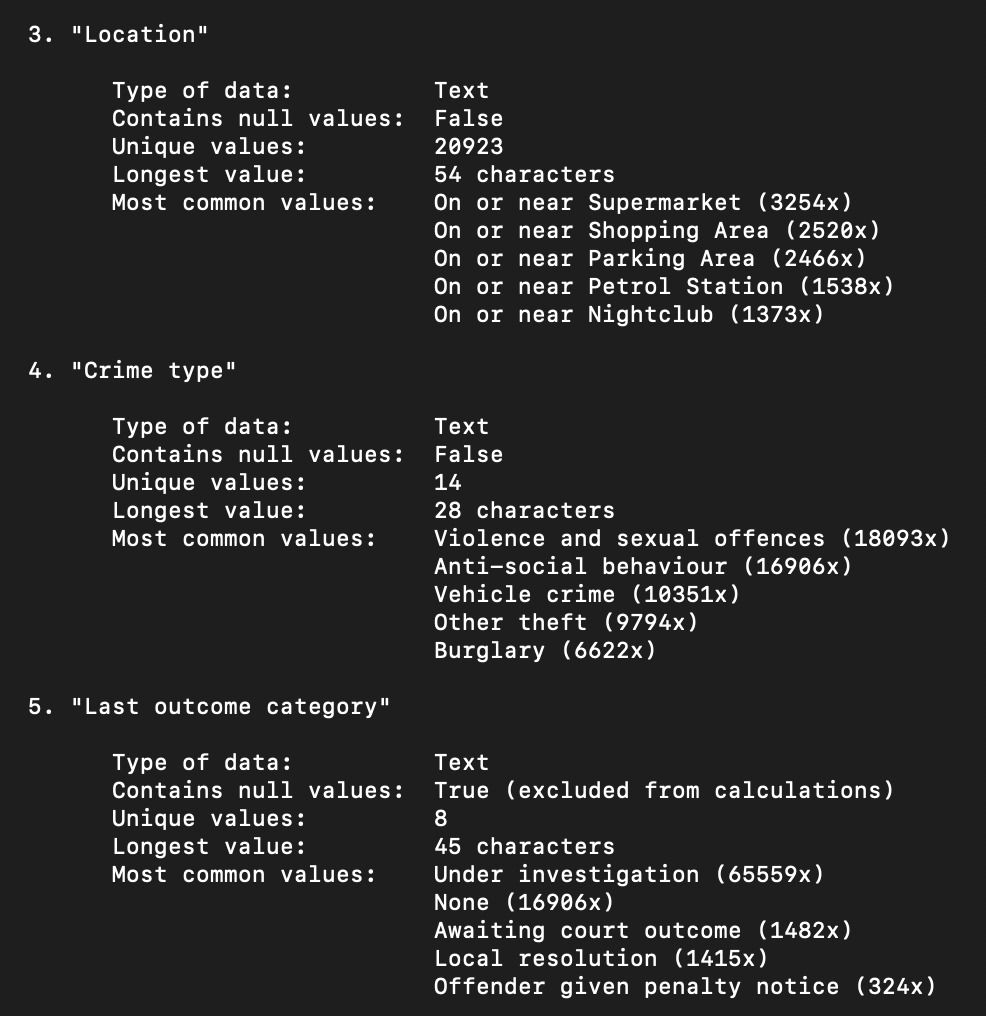 3. "Location"
Type of data: Text
Contains null values: False
Unique values: 20923
Longest value: 54 characters
Most common values: On or near Supermarket (3254x)
On or near Shopping Area (2520x)
On or near Parking Area (2466x)
On or near Petrol Station (1538x)
On or near Nightclub (1373x)
4. "Crime type"
Type of data: Text
Contains null values: False
Unique values: 14
Longest value: 28 characters
Most common values: Violence and sexual offences (18093x)
Anti-social behaviour (16906x)
Vehicle crime (10351x)
Other theft (9794x)
Burglary (6622x)
5. "Last outcome category"
Type of data: Text
Contains null values: True (excluded from calculations)
Unique values: 8
Longest value: 45 characters
Most common values: Under investigation (65559x)
None (16906x)
Awaiting court outcome (1482x)
Local resolution (1415x)
Offender given penalty notice (324x)